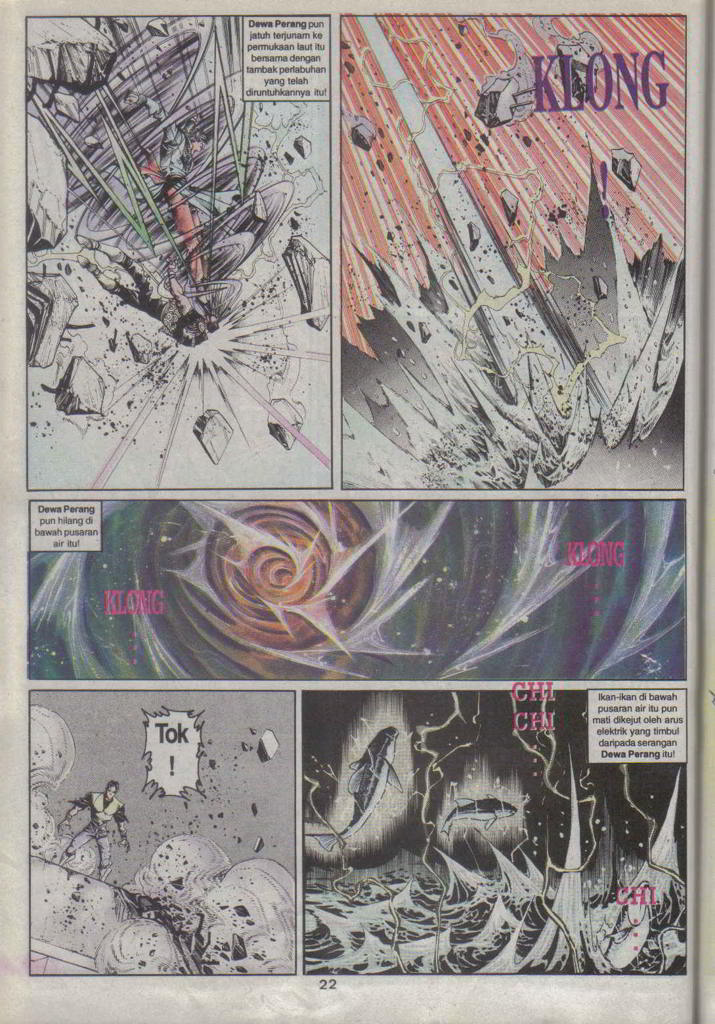 Dewa Perang pun
jatuh terjunam ke
permukaan laut itu
bersama dengan
tambak perlabuhan
yang telah
diruntuhkannya itu!
KLONG
!
Dewa Perang
pun hilang di
bawah pusaran
air itu!
KLONG
...
KLONG
...
Tok
!
CHI
CHI
...
Ikan-ikan di bawah
pusaran air itu pun
mati dikejut oleh arus
elektrik yang timbul
daripada serangan
Dewa Perang itu!
CHI
...
22